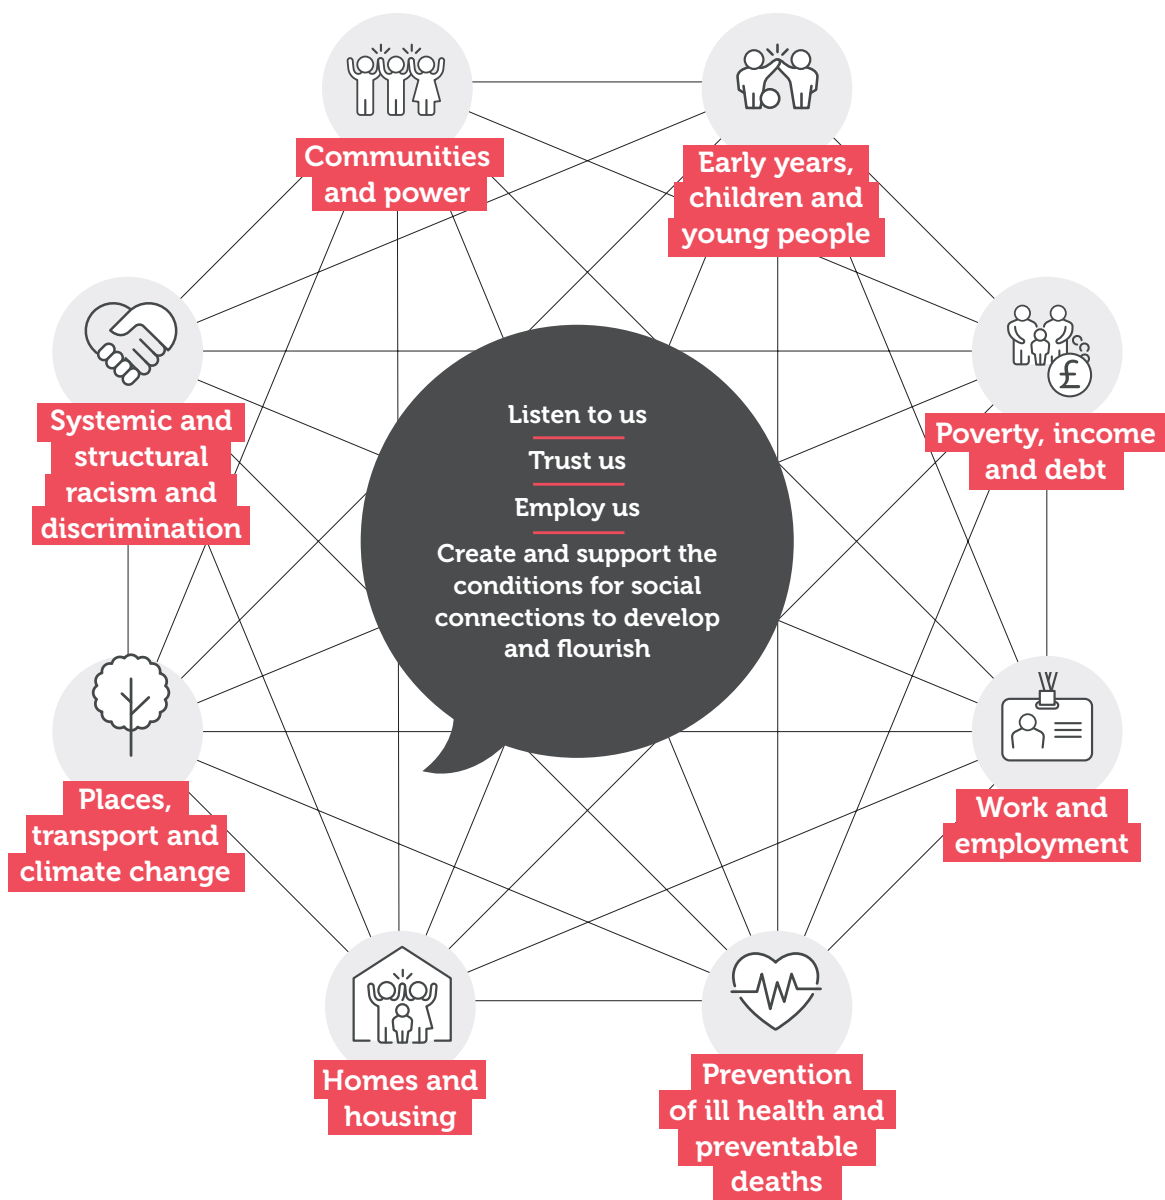 Communities
and power
Early years,
children and
young people
Systemic and
structural
racism and
discrimination
Poverty, income
and debt
£
Listen to us
Trust us
Employ us
Create and support the
conditions for social
connections to develop
and flourish
Places,
transport and
climate change
Work and
employment
Homes and
housing
Prevention
of ill health and
preventable
deaths